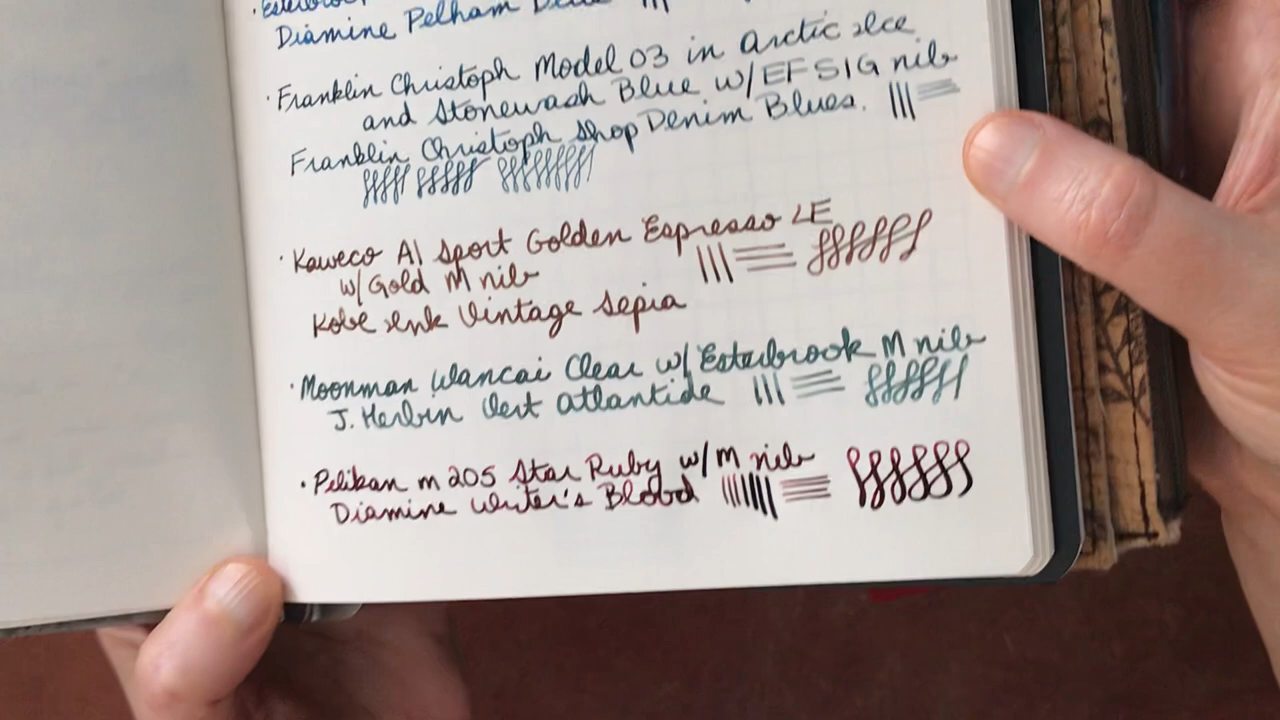 · Esterbrook
Diamine Pelham Blue
· Franklin Christoph Model 03 in Arctic Ice
and Stonewash Blue w/EF SIG nib
Franklin Christoph Shop Denim Blues.
· Kaweco Al Sport Golden Espresso LE
w/Gold M nib
Kobe Ink Vintage Sepia
· Moonman Wancai Clear w/ Esterbrook M nib
J. Herbin Vert Atlantide
· Pelikan m 205 Star Ruby w/M nib
Diamine Writer's Blood